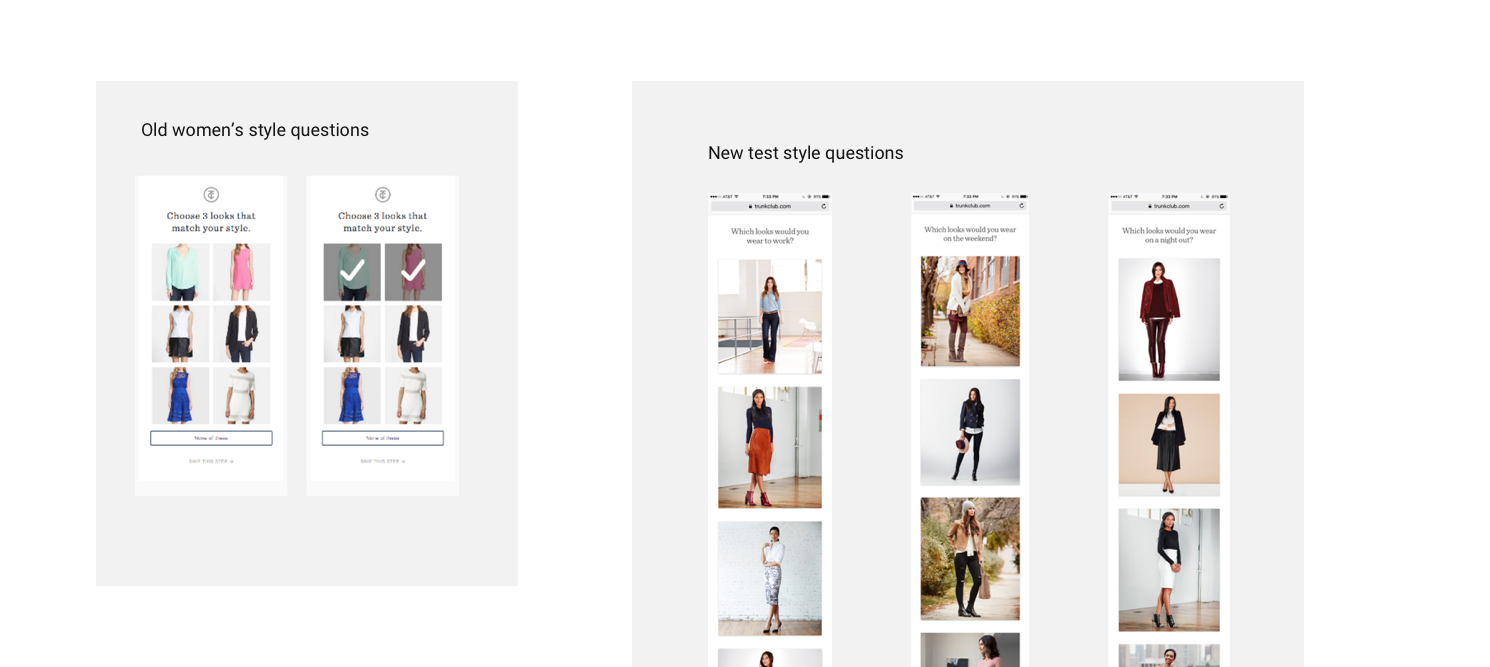 Old women's style questions
Choose 3 looks that
match your style.
None of these
SKIP THIS STEP →
Choose 3 looks that
match your style.
None of these
SKIP THIS STEP →
New test style questions
AT&T 7:33 PM 91%
trunkclub.com
Which looks would you
wear to work?
AT&T 7:33 PM 91%
trunkclub.com
Which looks would you wear
on the weekend?
AT&T 7:33 PM 91%
trunkclub.com
Which looks would you wear
on a night out?